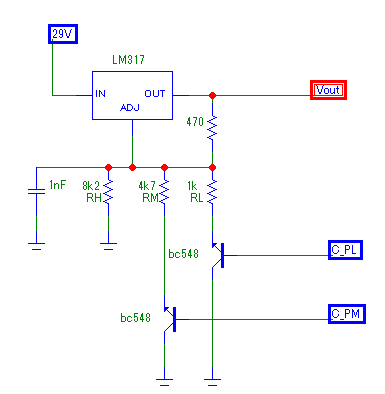 29V
LM317
IN OUT
ADJ
Vout
470
1nF
8k2
RH
4k7
RM
1k
RL
bc548
C_PL
bc548
C_PM